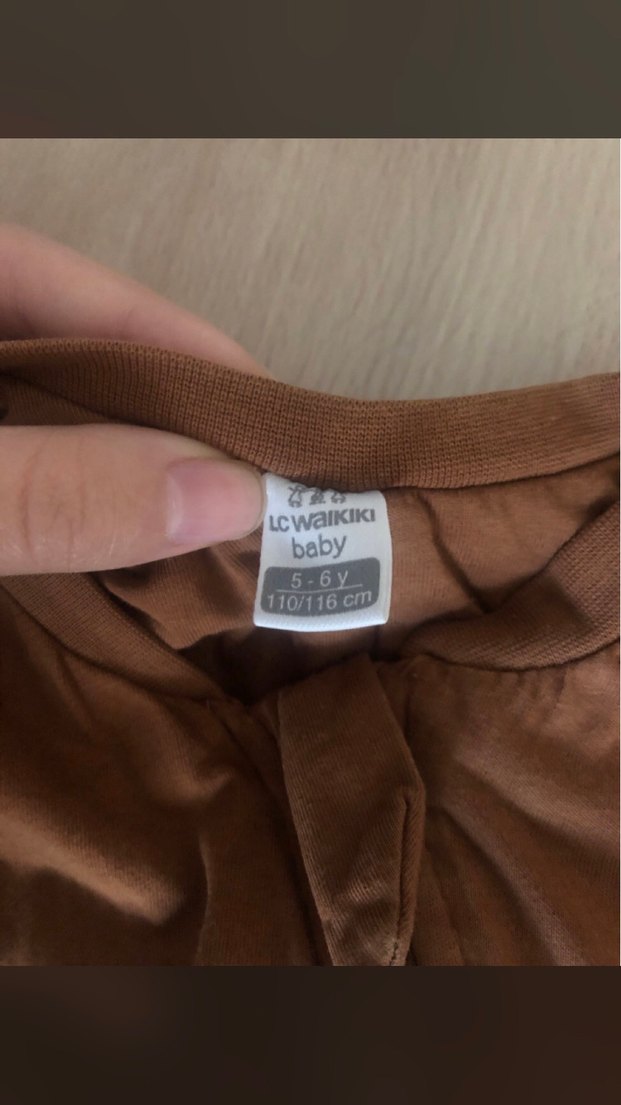 LC WAIKIKI
baby
5 - 6 y
110/116 cm